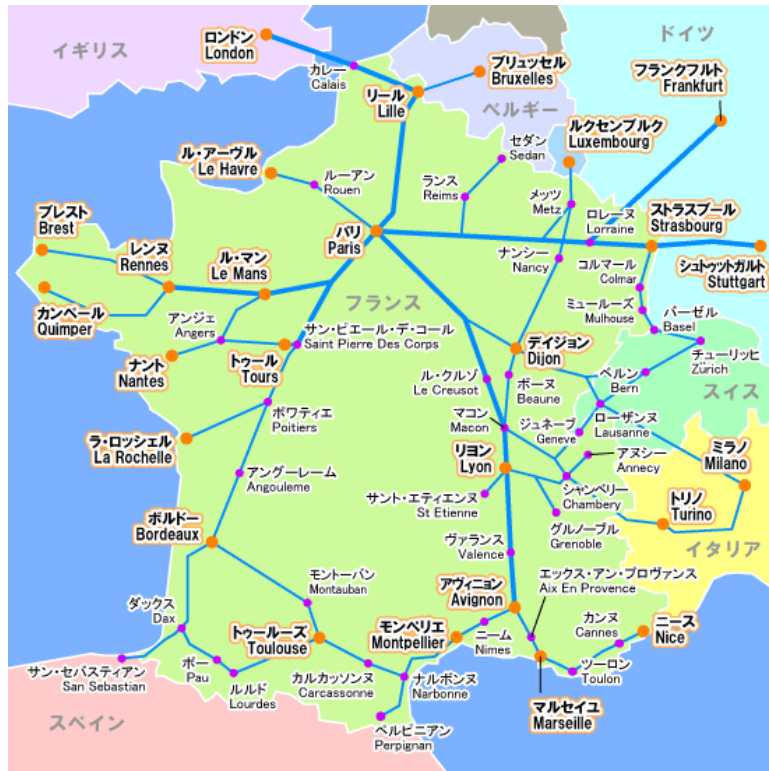 イギリス
ロンドン
London
カレー
Calais
リール
Lille
ブリュッセル
Bruxelles
ベルギー
ドイツ
フランクフルト
Frankfurt
ルクセンブルク
Luxembourg
セダン
Sedan
ランス
Reims
メッツ
Metz
ロレーヌ
Lorraine
ストラスブール
Strasbourg
シュトゥットガルト
Stuttgart
ル・アーヴル
Le Havre
ルーアン
Rouen
パリ
Paris
ナンシー
Nancy
コルマール
Colmar
ミュールーズ
Mulhouse
バーゼル
Basel
チューリッヒ
Zürich
ブレスト
Brest
レンヌ
Rennes
ル・マン
Le Mans
カンペール
Quimper
アンジェ
Angers
ナント
Nantes
トゥール
Tours
サン・ピエール・デ・コール
Saint Pierre Des Corps
フランス
ディジョン
Dijon
ボーヌ
Beaune
ル・クルゾ
Le Creusot
マコン
Macon
ベルン
Bern
スイス
ジュネーブ
Geneve
ローザンヌ
Lausanne
アヌシー
Annecy
ミラノ
Milano
トリノ
Turino
イタリア
ポワティエ
Poitiers
ラ・ロッシェル
La Rochelle
アングーレーム
Angouleme
リヨン
Lyon
サント・エティエンヌ
St Etienne
シャンベリー
Chambery
グルノーブル
Grenoble
ヴァランス
Valence
ボルドー
Bordeaux
モントーバン
Montauban
アヴィニョン
Avignon
エックス・アン・プロヴァンス
Aix En Provence
ダックス
Dax
トゥールーズ
Toulouse
モンペリエ
Montpellier
ニーム
Nimes
カンヌ
Cannes
ニース
Nice
サン・セバスティアン
San Sebastian
ポー
Pau
ルルド
Lourdes
カルカッソンヌ
Carcassonne
ナルボンヌ
Narbonne
ツーロン
Toulon
マルセイユ
Marseille
ペルピニアン
Perpignan
スペイン